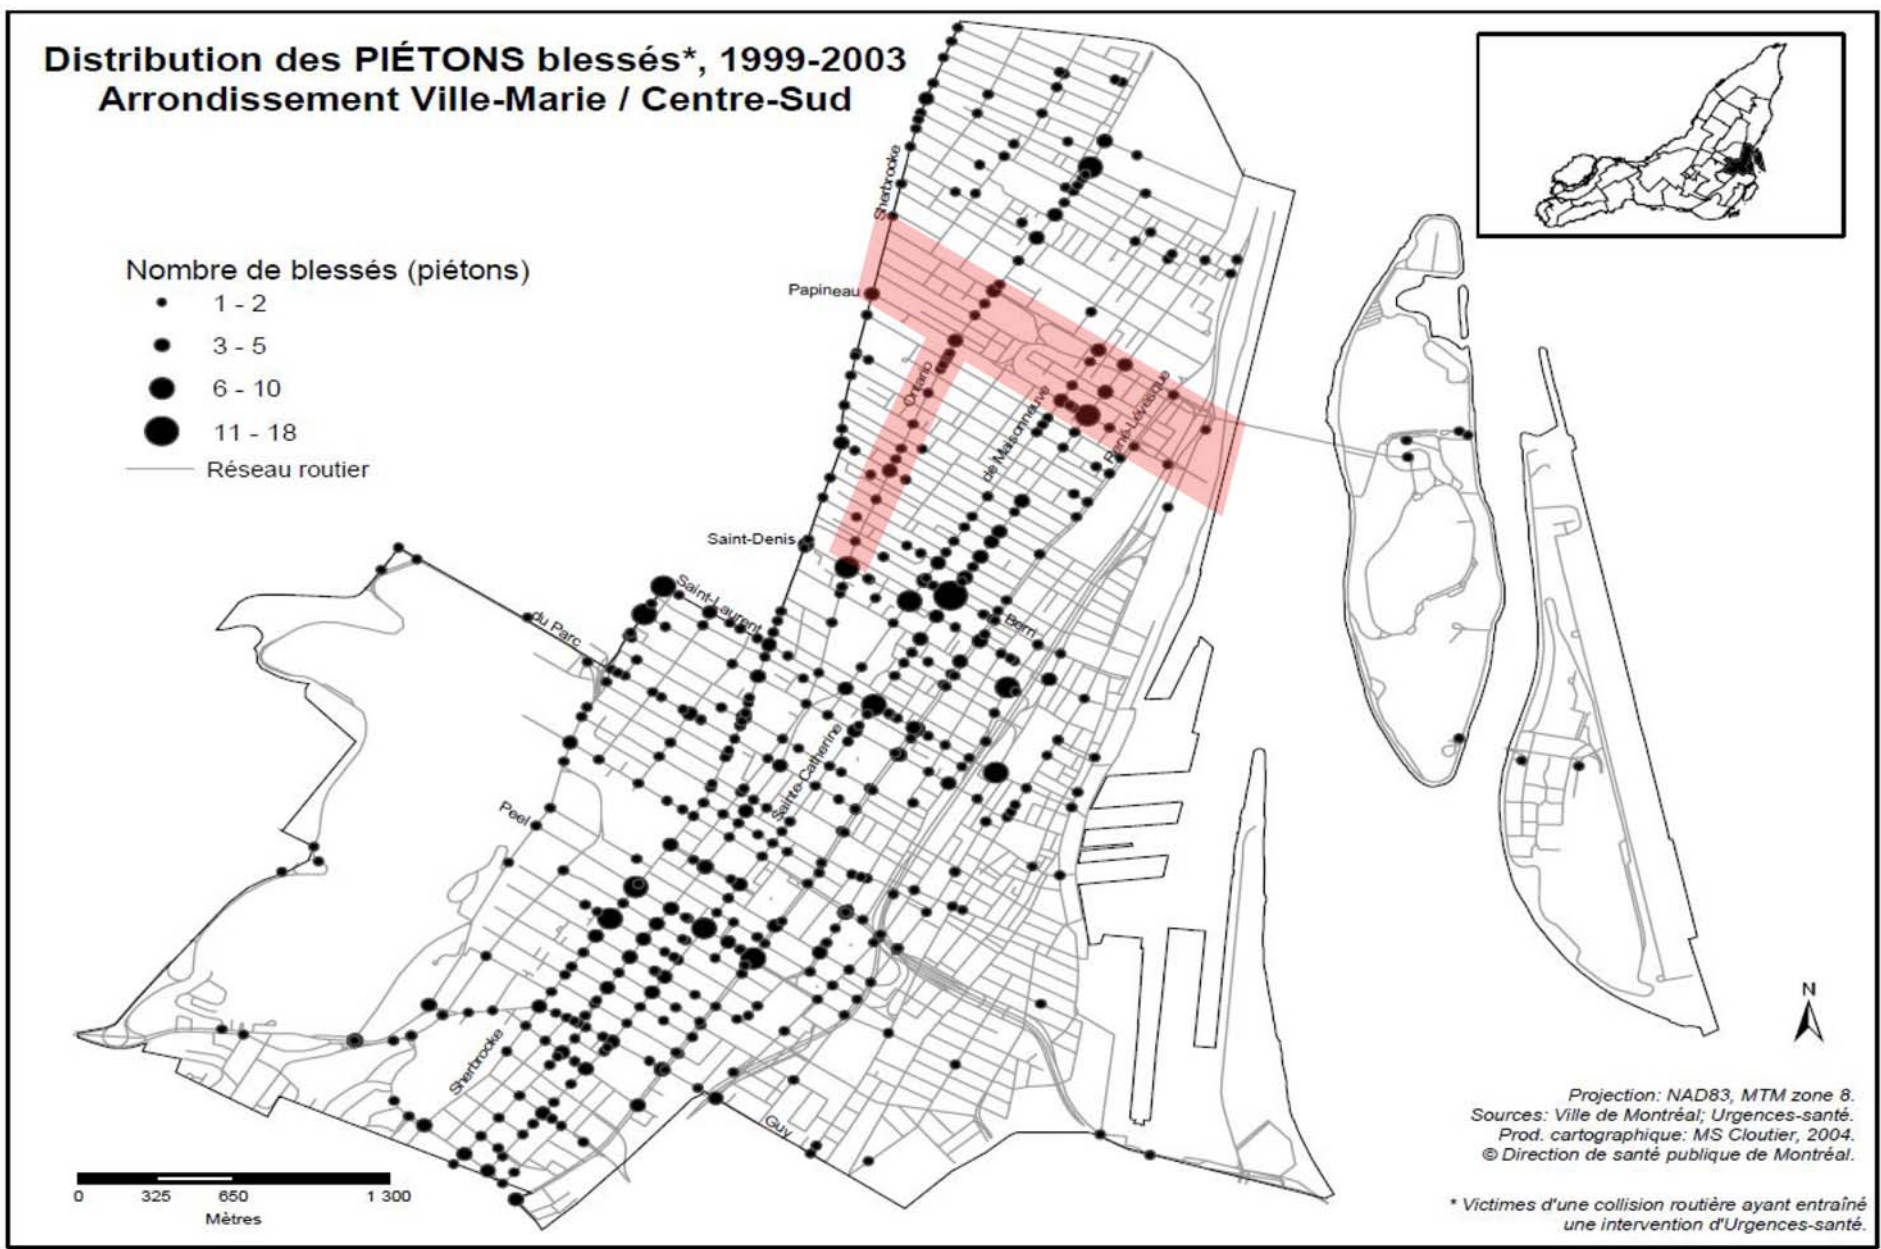 Distribution des PIÉTONS blessés*, 1999-2003
Arrondissement Ville-Marie / Centre-Sud
Nombre de blessés (piétons)
1 - 2
3 - 5
6 - 10
11 - 18
Réseau routier
Sherbrooke
Papineau
Ontario
de Maisonneuve
René-Lévesque
Saint-Denis
Saint-Laurent
du Parc
Berri
Sainte-Catherine
Peel
Sherbrooke
Guy
N
0 325 650 1 300
Mètres
Projection: NAD83, MTM zone 8.
Sources: Ville de Montréal; Urgences-santé.
Prod. cartographique: MS Cloutier, 2004.
© Direction de santé publique de Montréal.
* Victimes d'une collision routière ayant entraîné
une intervention d'Urgences-santé.